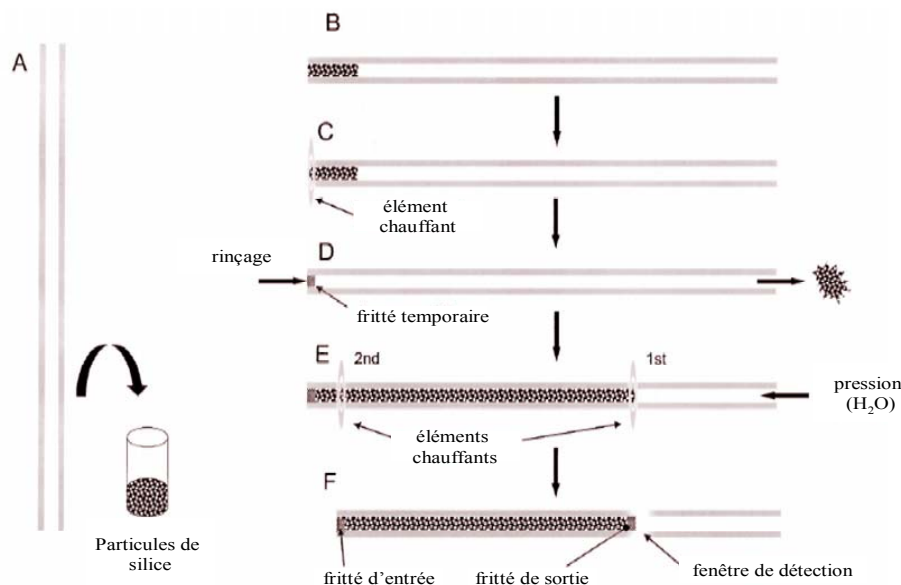 A
B
C
élément
chauffant
rinçage
D
fritté temporaire
E
2nd
1st
pression
(H₂O)
éléments
chauffants
F
Particules de
silice
fritté d'entrée
fritté de sortie
fenêtre de détection